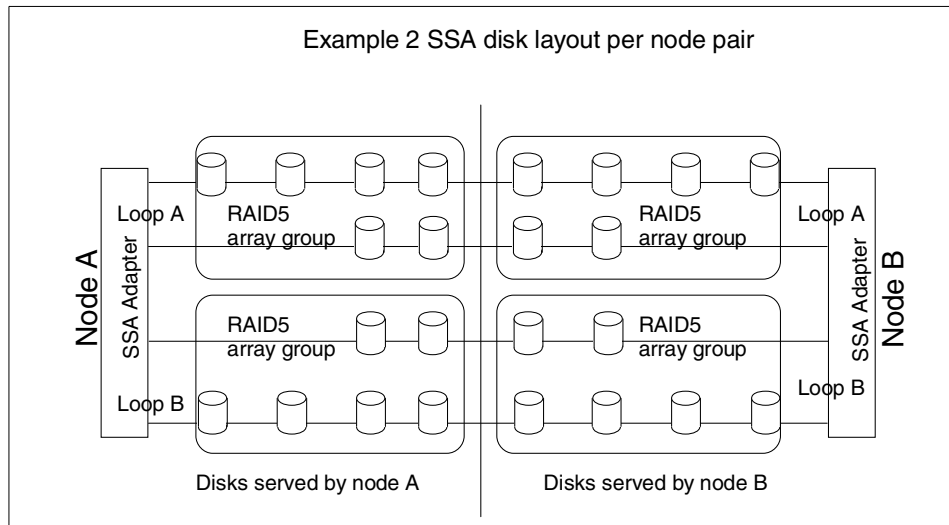 Example 2 SSA disk layout per node pair
Node A
SSA Adapter
Loop A
RAID5
array group
RAID5
array group
Loop A
RAID5
array group
Loop B
RAID5
array group
Loop B
SSA Adapter
Node B
Disks served by node A
Disks served by node B